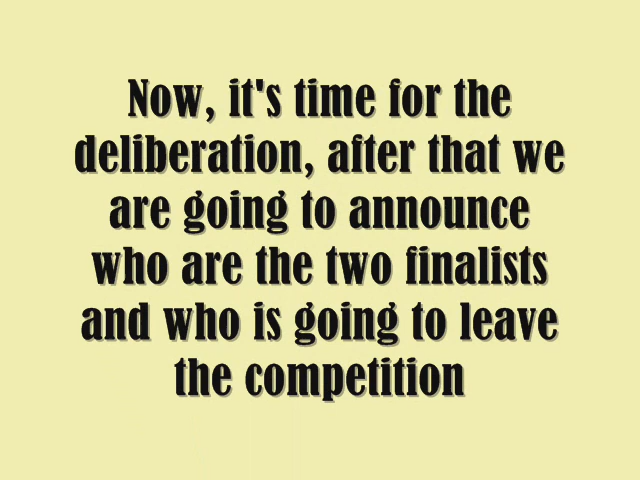 Now, it's time for the
deliberation, after that we
are going to announce
who are the two finalists
and who is going to leave
the competition